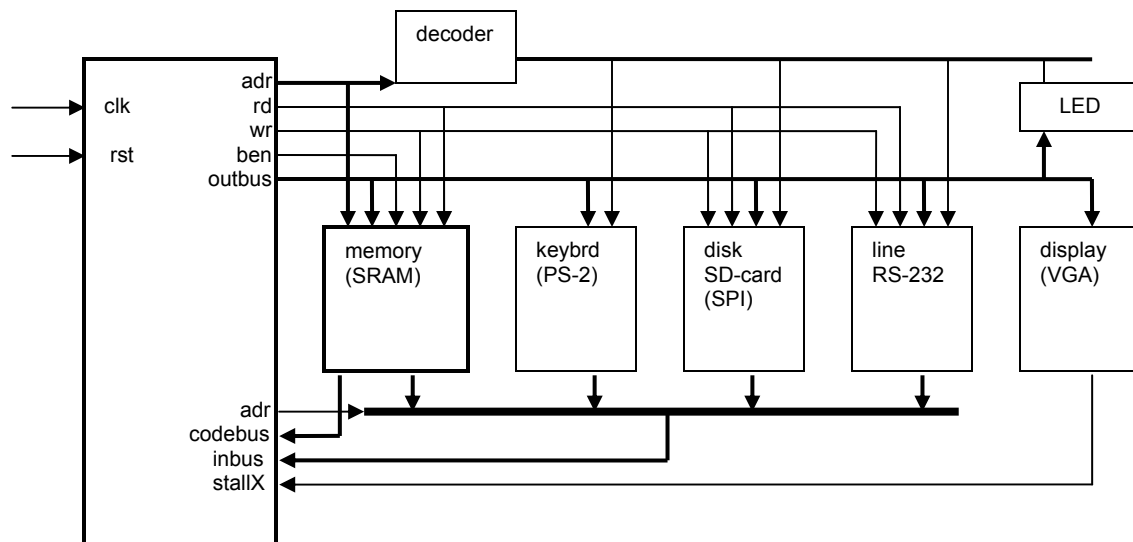 decoder
adr
rd
wr
ben
outbus
clk
rst
LED
memory
(SRAM)
keybrd
(PS-2)
disk
SD-card
(SPI)
line
RS-232
display
(VGA)
adr
codebus
inbus
stallX